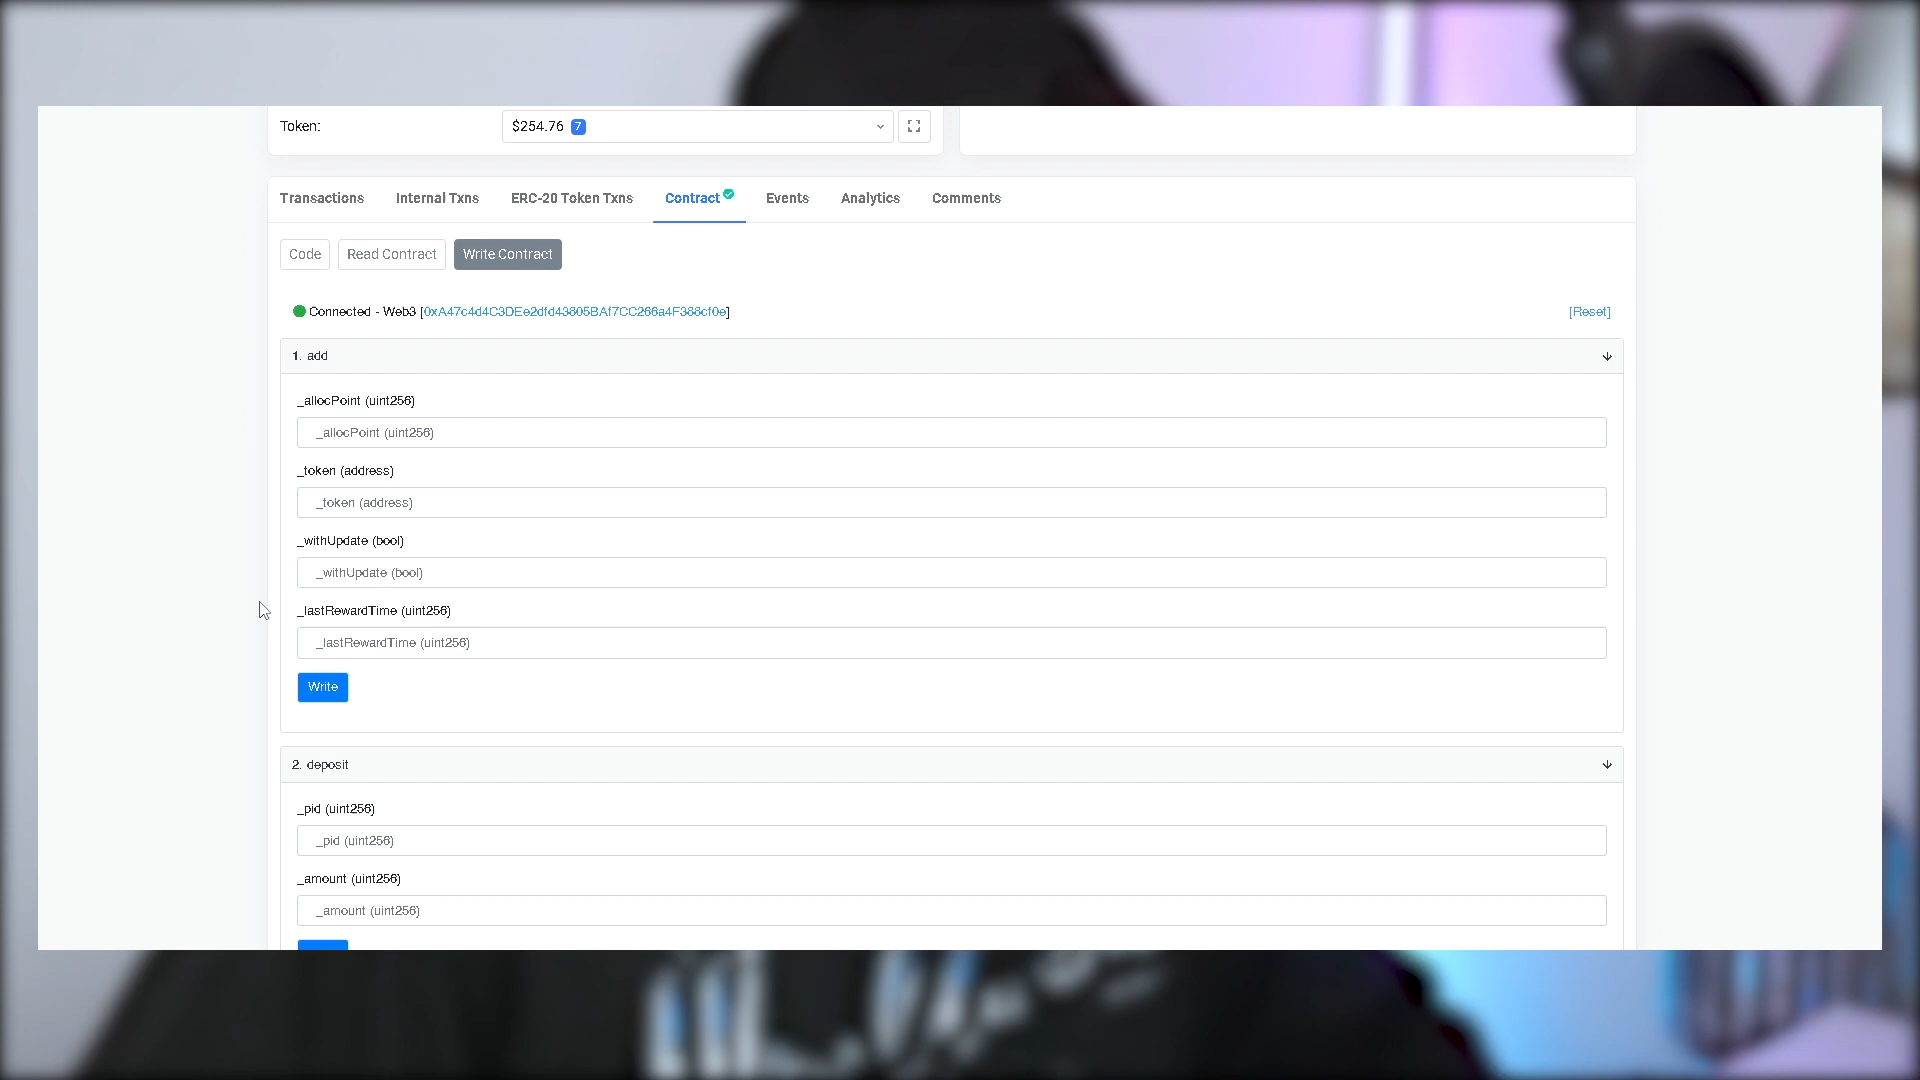 Token:
$254.76 7
Transactions Internal Txns ERC-20 Token Txns Contract Events Analytics Comments
Code Read Contract Write Contract
Connected - Web3 [0xA47c4d4C3DEe2dfd43605BAf7CC266a4F386cf0e] [Reset]
1. add
_allocPoint (uint256)
_allocPoint (uint256)
_token (address)
_token (address)
_withUpdate (bool)
_withUpdate (bool)
_lastRewardTime (uint256)
_lastRewardTime (uint256)
Write
2. deposit
_pid (uint256)
_pid (uint256)
_amount (uint256)
_amount (uint256)